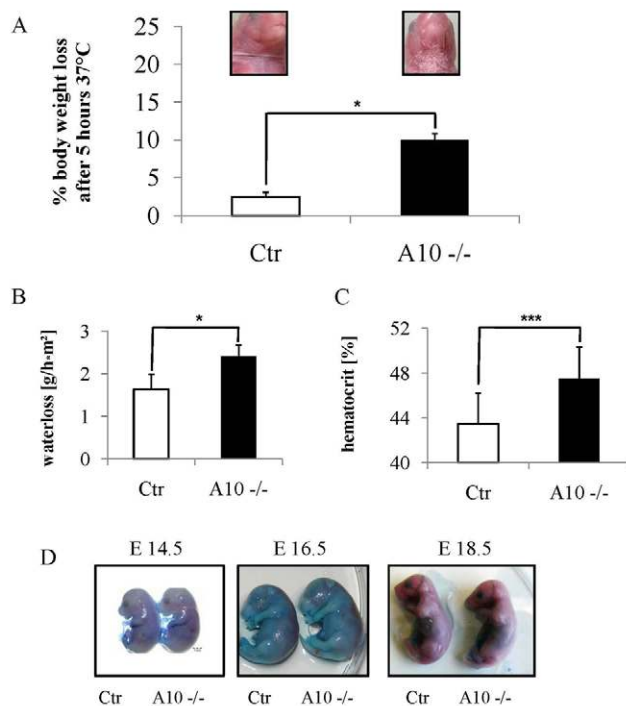 A
% body weight loss
after 5 hours 37°C
25
20
15
10
5
0
*
Ctr
A10 -/-
B
waterloss [g/h-m²]
3
2
1
0
*
Ctr
A10 -/-
C
hematocrit [%]
52
48
44
40
***
Ctr
A10 -/-
D
E 14.5
E 16.5
E 18.5
Ctr
A10 -/-
Ctr
A10 -/-
Ctr
A10 -/-